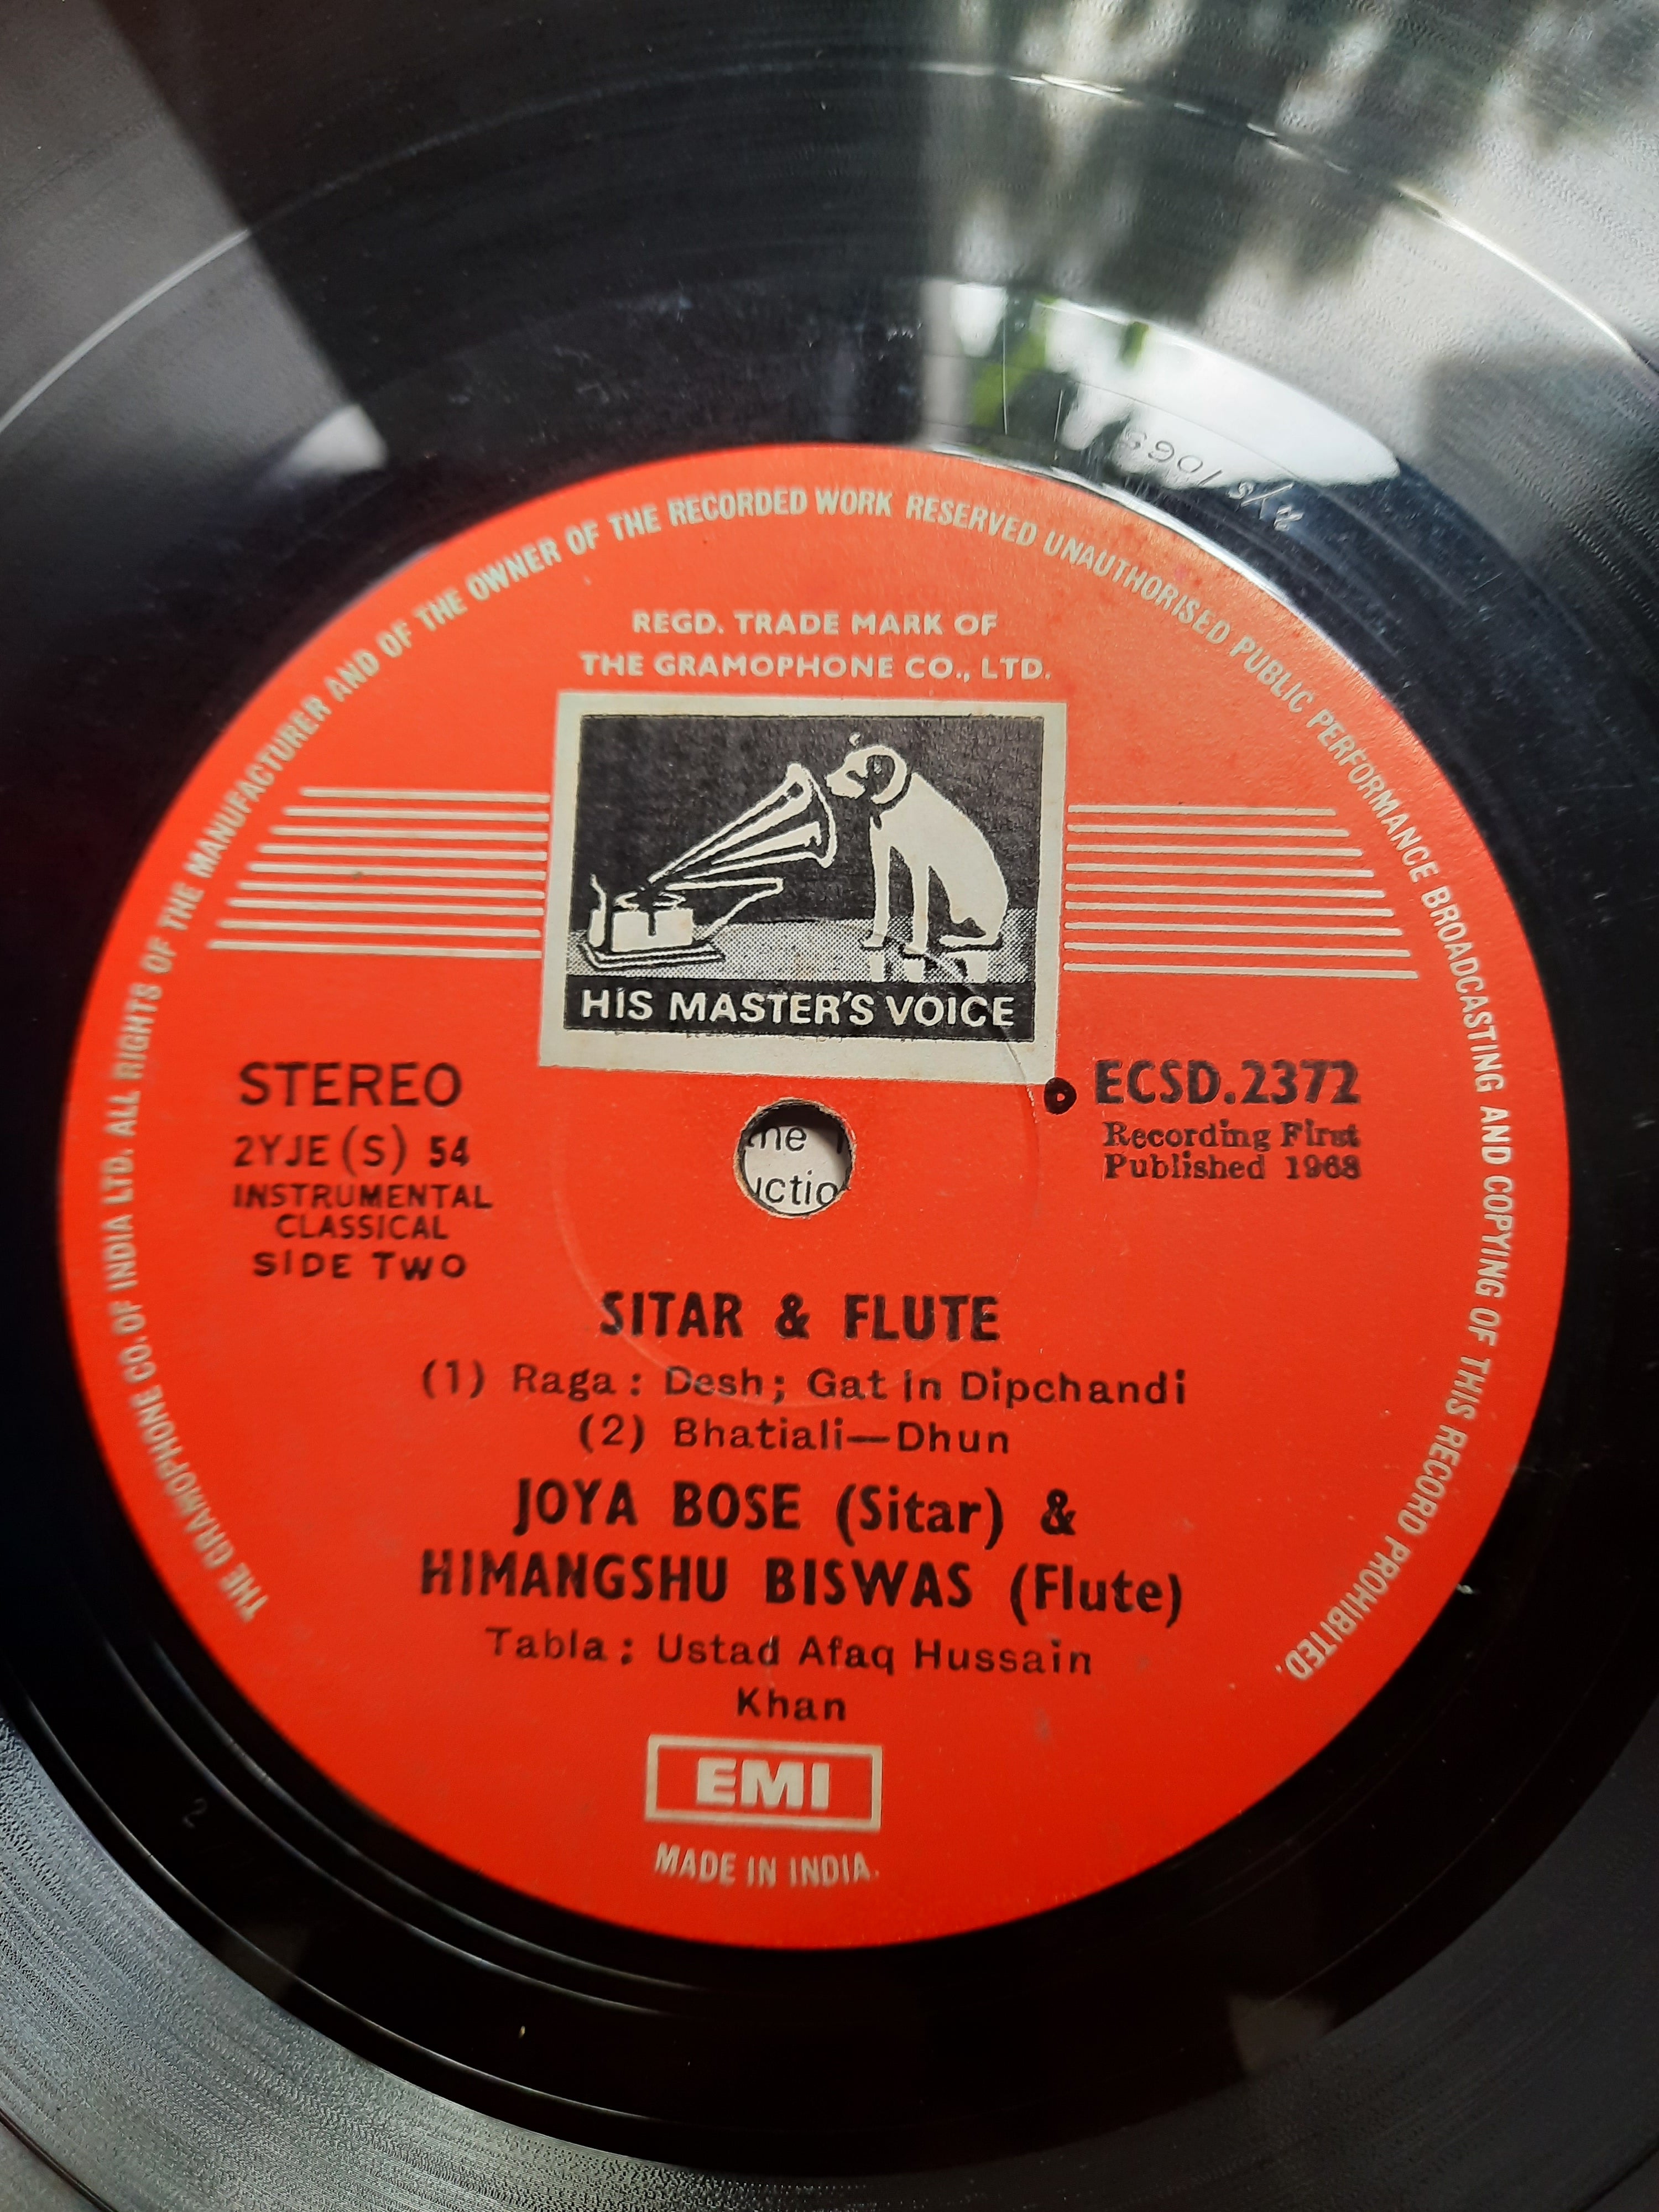 THE GRAMOPHONE CO. OF INDIA LTD. ALL RIGHTS OF THE MANUFACTURER AND OF THE OWNER OF THE RECORDED WORK RESERVED UNAUTHORISED PUBLIC PERFORMANCE BROADCASTING AND COPYING OF THIS RECORD PROHIBITED.
REGD. TRADE MARK OF
THE GRAMOPHONE CO., LTD.
HIS MASTER'S VOICE
STEREO
2YJE (S) 54
INSTRUMENTAL
CLASSICAL
SIDE TWO
ECSD.2372
Recording First
Published 1968
SITAR & FLUTE
(1) Raga : Desh; Gat in Dipchandi
(2) Bhatiali—Dhun
JOYA BOSE (Sitar) &
HIMANGSHU BISWAS (Flute)
Tabla : Ustad Afaq Hussain
Khan
EMI
MADE IN INDIA.
2